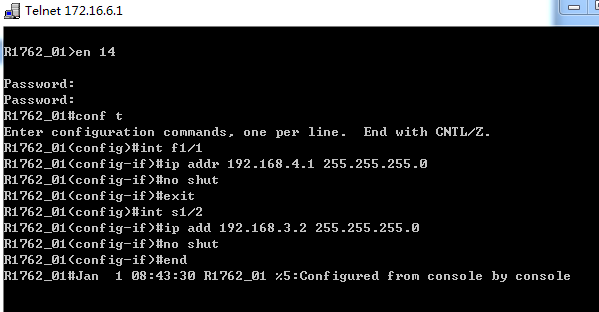 Telnet 172.16.6.1
R1762_01>en 14
Password:
Password:
R1762_01#conf t
Enter configuration commands, one per line.  End with CNTL/Z.
R1762_01(config)#int f1/1
R1762_01(config-if)#ip addr 192.168.4.1 255.255.255.0
R1762_01(config-if)#no shut
R1762_01(config-if)#exit
R1762_01(config)#int s1/2
R1762_01(config-if)#ip add 192.168.3.2 255.255.255.0
R1762_01(config-if)#no shut
R1762_01(config-if)#end
R1762_01#Jan  1 08:43:30 R1762_01 %5:Configured from console by console